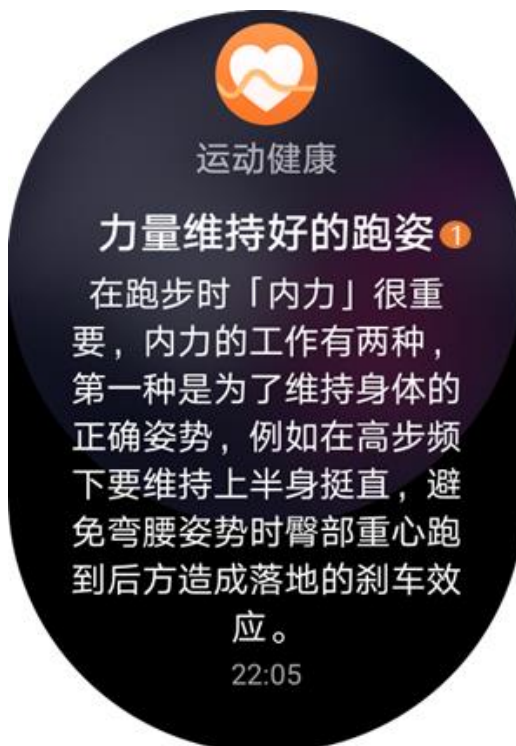 运动健康
力量维持好的跑姿 1
在跑步时「内力」很重
要，内力的工作有两种，
第一种是为了维持身体的
正确姿势，例如在高步频
下要维持上半身挺直，避
免弯腰姿势时臀部重心跑
到后方造成落地的刹车效
应。
22:05